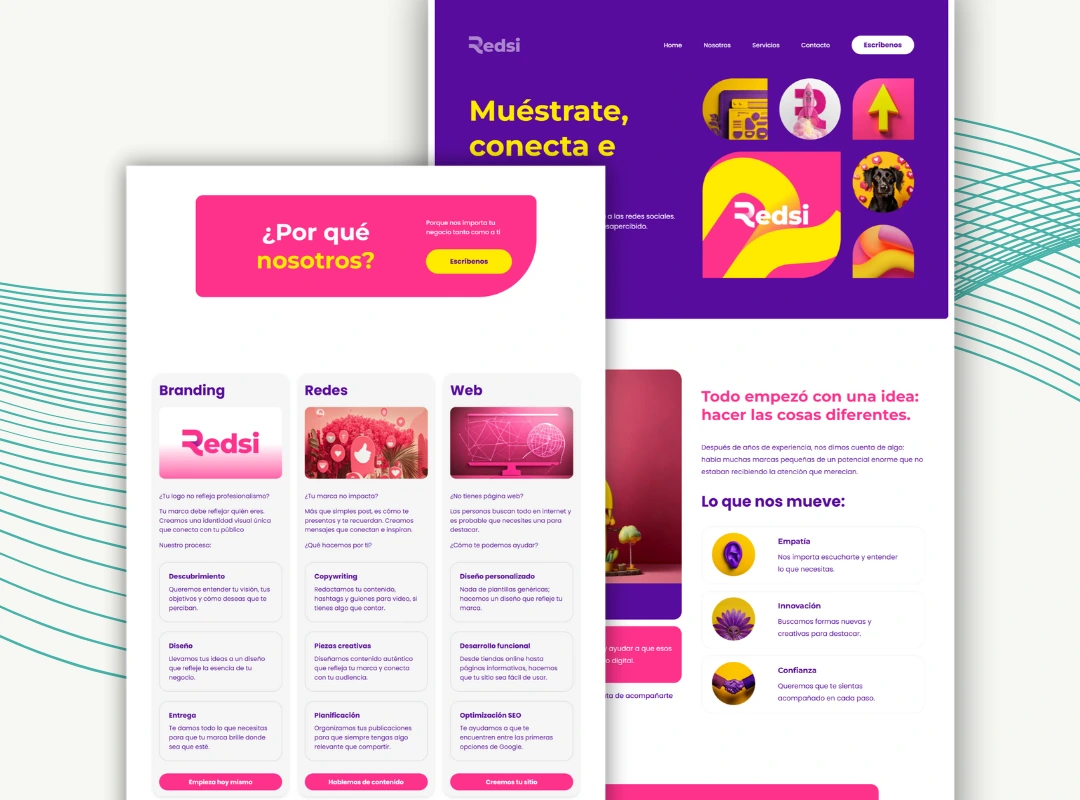 Redsi
Home
Nosotros
Servicios
Contacto
Escríbenos
Muéstrate,
conecta e
a las redes sociales.
Redsi
¿Por qué
nosotros?
Porque nos importa tu
negocio tanto como a ti
Escríbenos
Branding
Redsi
¿Tu logo no refleja profesionalismo?
Tu marca debe reflejar quién eres.
Creamos una identidad visual única
que conecta con tu público
Nuestro proceso:
Descubrimiento
Queremos entender tu visión, tus
objetivos y cómo deseas que te
perciban.
Diseño
Llevamos tus ideas a un diseño
que refleje la esencia de tu
negocio.
Entrega
Te damos todo lo que necesitas
para que tu marca brille donde
sea que esté.
Empieza hoy mismo
Redes
¿Tu marca no impacta?
Más que simples post, es cómo te
presentas y te recuerdan. Creamos
mensajes que conectan e inspiran.
¿Qué hacemos por ti?
Copywriting
Redactamos tu contenido,
hashtags y guiones para video, si
tienes algo que contar.
Piezas creativas
Diseñamos contenido auténtico
que refleja tu marca y conecta
con tu audiencia.
Planificación
Organizamos tus publicaciones
para que siempre tengas algo
relevante que compartir.
Hablemos de contenido
Web
¿No tienes página web?
Las personas buscan todo en internet y
es probable que necesites una para
destacar.
¿Cómo te podemos ayudar?
Diseño personalizado
Nada de plantillas genéricas;
hacemos un diseño que refleje tu
marca.
Desarrollo funcional
Desde tiendas online hasta
páginas informativas, hacemos
que tu sitio sea fácil de usar.
Optimización SEO
Te ayudamos a que te
encuentren entre las primeras
opciones de Google.
Creemos tu sitio
y ayudar a que esos
digital.
de acompañarte
Todo empezó con una idea:
hacer las cosas diferentes.
Después de años de experiencia, nos dimos cuenta de algo:
había muchas marcas pequeñas de un potencial enorme que no
estaban recibiendo la atención que merecían.
Lo que nos mueve:
Empatía
Nos importa escucharte y entender
lo que necesitas.
Innovación
Buscamos formas nuevas y
creativas para destacar.
Confianza
Queremos que te sientas
acompañado en cada paso.